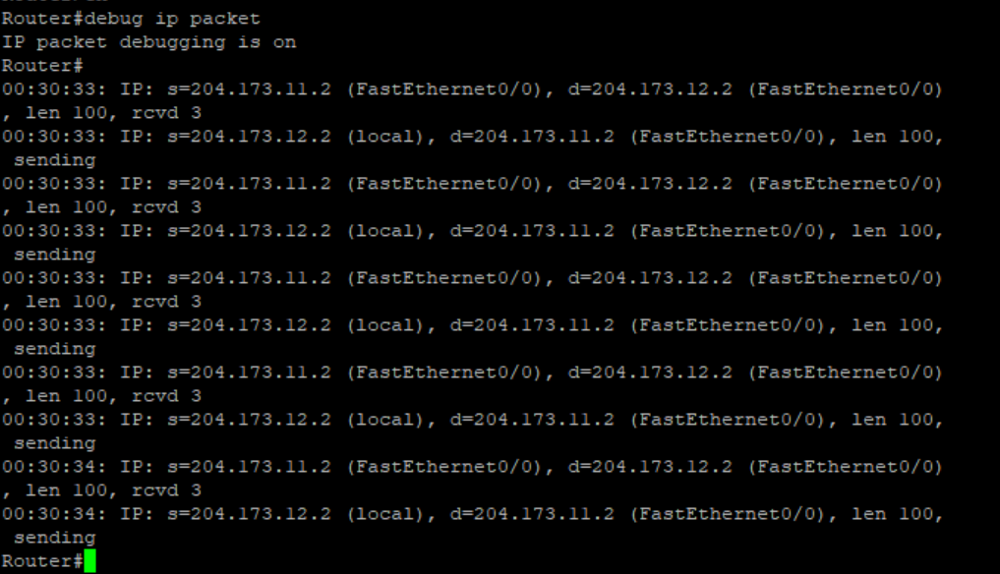 Router#debug ip packet
IP packet debugging is on
Router#
00:30:33: IP: s=204.173.11.2 (FastEthernet0/0), d=204.173.12.2 (FastEthernet0/0)
, len 100, rcvd 3
00:30:33: IP: s=204.173.12.2 (local), d=204.173.11.2 (FastEthernet0/0), len 100,
 sending
00:30:33: IP: s=204.173.11.2 (FastEthernet0/0), d=204.173.12.2 (FastEthernet0/0)
, len 100, rcvd 3
00:30:33: IP: s=204.173.12.2 (local), d=204.173.11.2 (FastEthernet0/0), len 100,
 sending
00:30:33: IP: s=204.173.11.2 (FastEthernet0/0), d=204.173.12.2 (FastEthernet0/0)
, len 100, rcvd 3
00:30:33: IP: s=204.173.12.2 (local), d=204.173.11.2 (FastEthernet0/0), len 100,
 sending
00:30:33: IP: s=204.173.11.2 (FastEthernet0/0), d=204.173.12.2 (FastEthernet0/0)
, len 100, rcvd 3
00:30:33: IP: s=204.173.12.2 (local), d=204.173.11.2 (FastEthernet0/0), len 100,
 sending
00:30:34: IP: s=204.173.11.2 (FastEthernet0/0), d=204.173.12.2 (FastEthernet0/0)
, len 100, rcvd 3
00:30:34: IP: s=204.173.12.2 (local), d=204.173.11.2 (FastEthernet0/0), len 100,
 sending
Router#